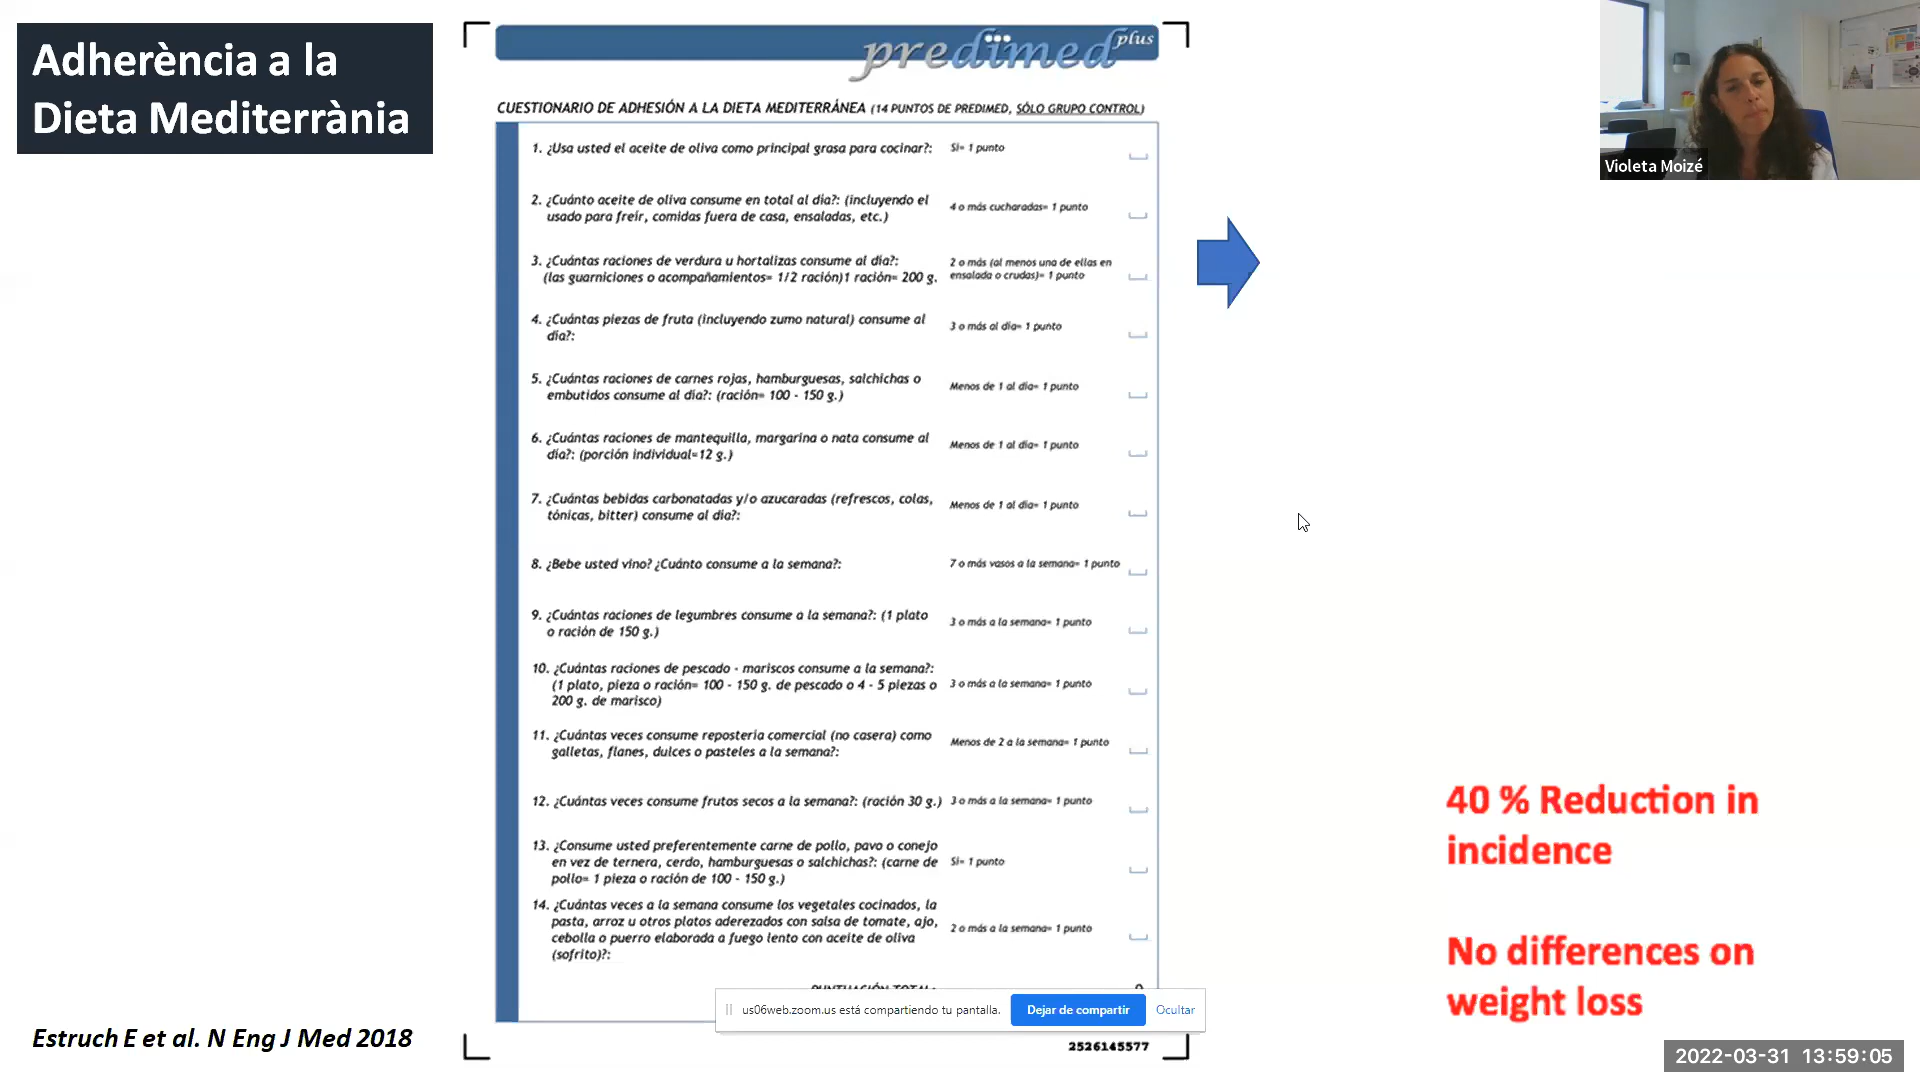 Adherència a la
Dieta Mediterrània
predimed plus
CUESTIONARIO DE ADHESIÓN A LA DIETA MEDITERRÁNEA (14 PUNTOS DE PREDIMED, SÓLO GRUPO CONTROL)
1. ¿Usa usted el aceite de oliva como principal grasa para cocinar?: Si= 1 punto
2. ¿Cuánto aceite de oliva consume en total al día?: (incluyendo el
usado para freír, comidas fuera de casa, ensaladas, etc.)
4 o más cucharadas= 1 punto
3. ¿Cuántas raciones de verdura u hortalizas consume al día?:
(las guarniciones o acompañamientos= 1/2 ración)1 ración= 200 g.
2 o más (al menos una de ellas en
ensalada o crudas)= 1 punto
4. ¿Cuántas piezas de fruta (incluyendo zumo natural) consume al
día?:
3 o más al día= 1 punto
5. ¿Cuántas raciones de carnes rojas, hamburguesas, salchichas o
embutidos consume al día?: (ración= 100 - 150 g.)
Menos de 1 al día= 1 punto
6. ¿Cuántas raciones de mantequilla, margarina o nata consume al
día?: (porción individual=12 g.)
Menos de 1 al día= 1 punto
7. ¿Cuántas bebidas carbonatadas y/o azucaradas (refrescos, colas,
tónicas, bitter) consume al día?:
Menos de 1 al día= 1 punto
8. ¿Bebe usted vino? ¿Cuánto consume a la semana?: 7 o más vasos a la semana= 1 punto
9. ¿Cuántas raciones de legumbres consume a la semana?: (1 plato
o ración de 150 g.)
3 o más a la semana= 1 punto
10. ¿Cuántas raciones de pescado - mariscos consume a la semana?:
(1 plato, pieza o ración= 100 - 150 g. de pescado o 4 - 5 piezas o
200 g. de marisco)
3 o más a la semana= 1 punto
11. ¿Cuántas veces consume repostería comercial (no casera) como
galletas, flanes, dulces o pasteles a la semana?:
Menos de 2 a la semana= 1 punto
12. ¿Cuántas veces consume frutos secos a la semana?: (ración 30 g.) 3 o más a la semana= 1 punto
13. ¿Consume usted preferentemente carne de pollo, pavo o conejo
en vez de ternera, cerdo, hamburguesas o salchichas?: (carne de
pollo= 1 pieza o ración de 100 - 150 g.)
Si= 1 punto
14. ¿Cuántas veces a la semana consume los vegetales cocinados, la
pasta, arroz u otros platos aderezados con salsa de tomate, ajo,
cebolla o puerro elaborada a fuego lento con aceite de oliva
(sofrito)?:
2 o más a la semana= 1 punto
us06web.zoom.us está compartiendo tu pantalla. Dejar de compartir Ocultar
2526145577
Violeta Moizé
40 % Reduction in
incidence
No differences on
weight loss
Estruch E et al. N Eng J Med 2018
2022-03-31 13:59:05